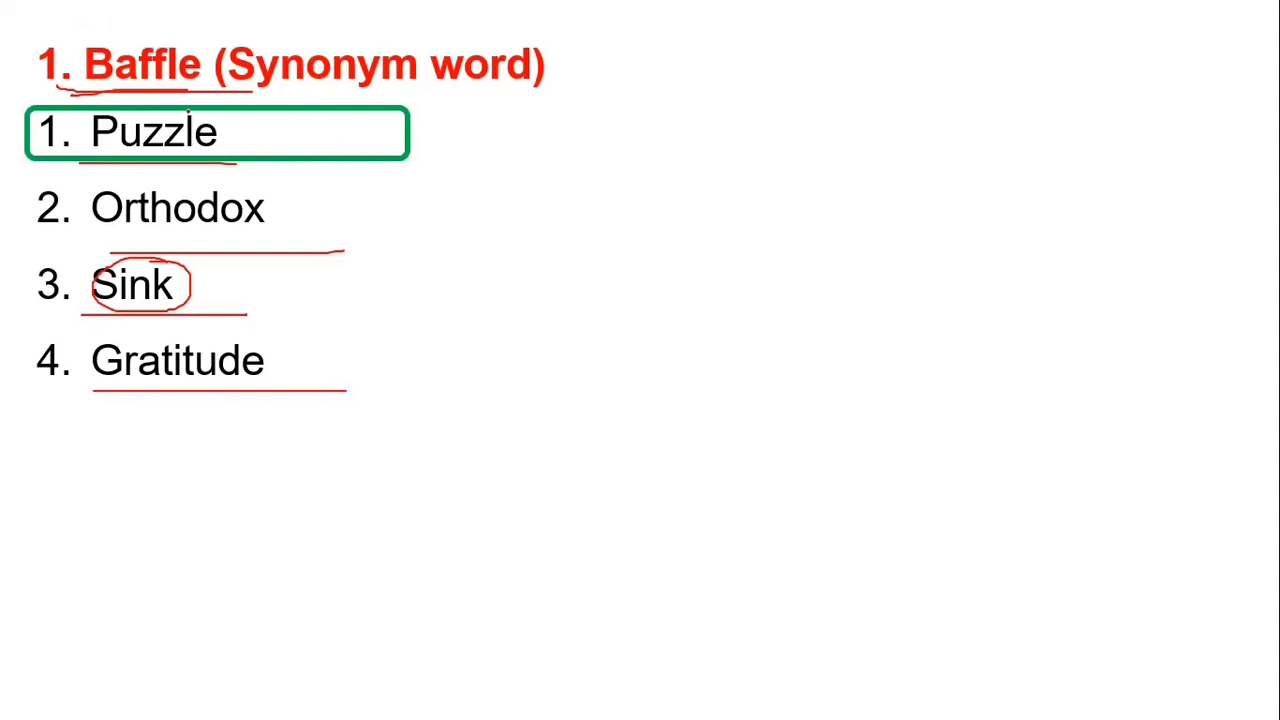 1. Baffle (Synonym word)
1. Puzzle
2. Orthodox
3. Sink
4. Gratitude